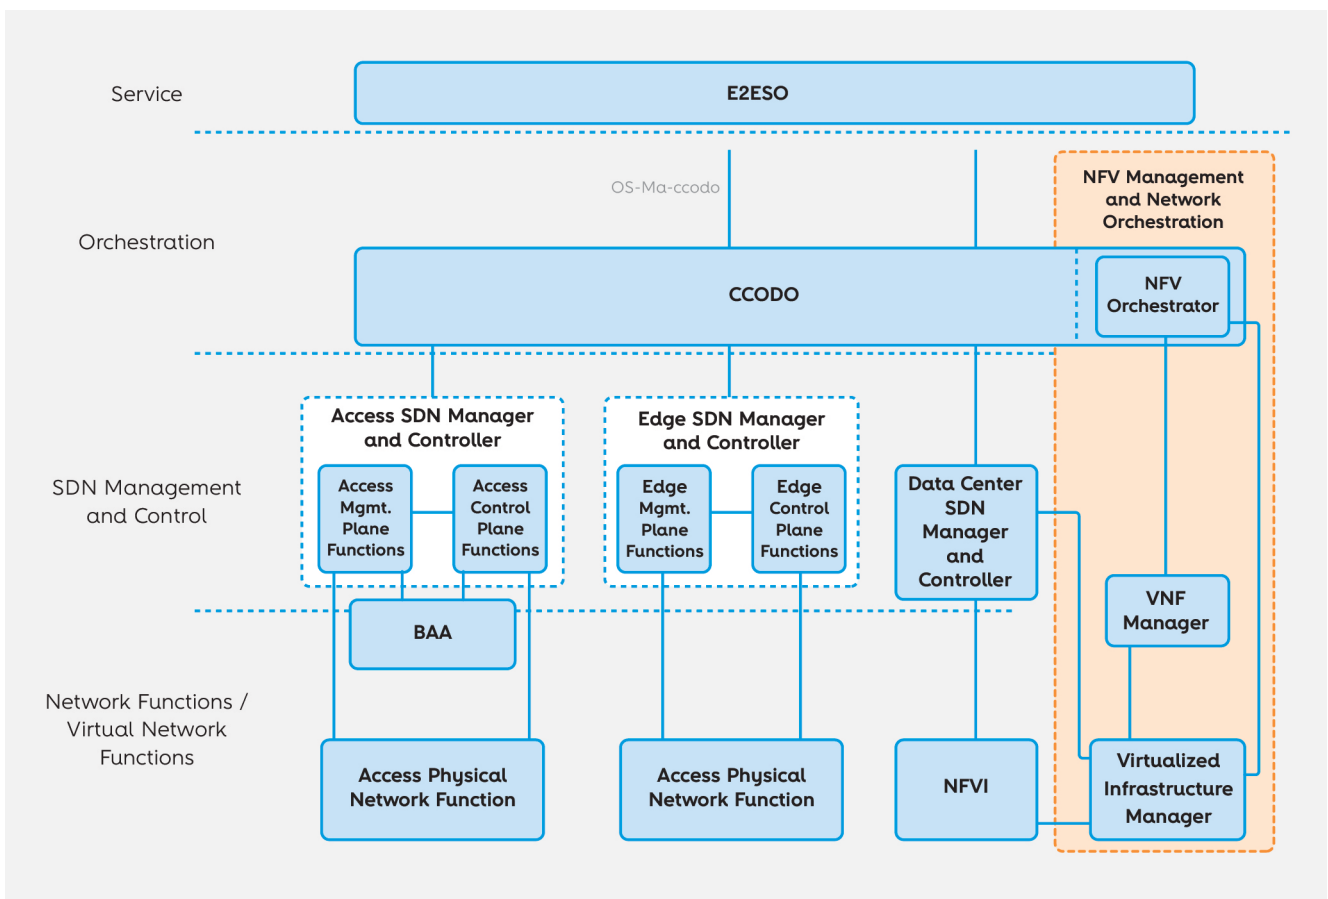 Service
E2ESO
OS-Ma-ccodo
NFV Management
and Network
Orchestration
Orchestration
CCODO
NFV
Orchestrator
Access SDN Manager
and Controller
Edge SDN Manager
and Controller
SDN Management
and Control
Access
Mgmt.
Plane
Functions
Access
Control
Plane
Functions
Edge
Mgmt.
Plane
Functions
Edge
Control
Plane
Functions
Data Center
SDN
Manager
and
Controller
VNF
Manager
BAA
Network Functions /
Virtual Network
Functions
Access Physical
Network Function
Access Physical
Network Function
NFVI
Virtualized
Infrastructure
Manager